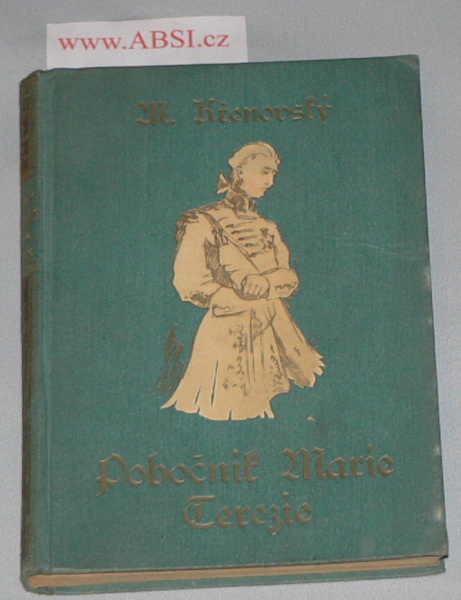 www.ABSI.cz
M. Křenovský
Pobočník Marie
Terezie